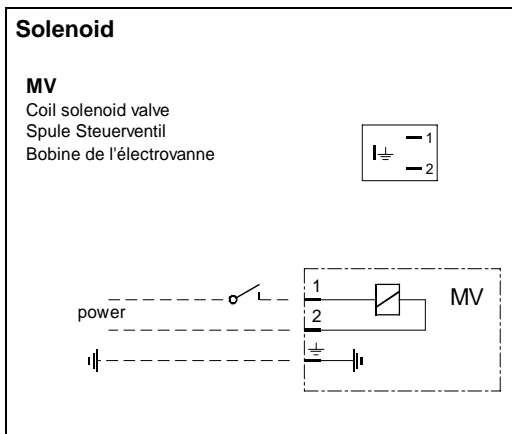 Solenoid
MV
Coil solenoid valve
Spule Steuerventil
Bobine de l'électrovanne
1
2
power
1
2
MV